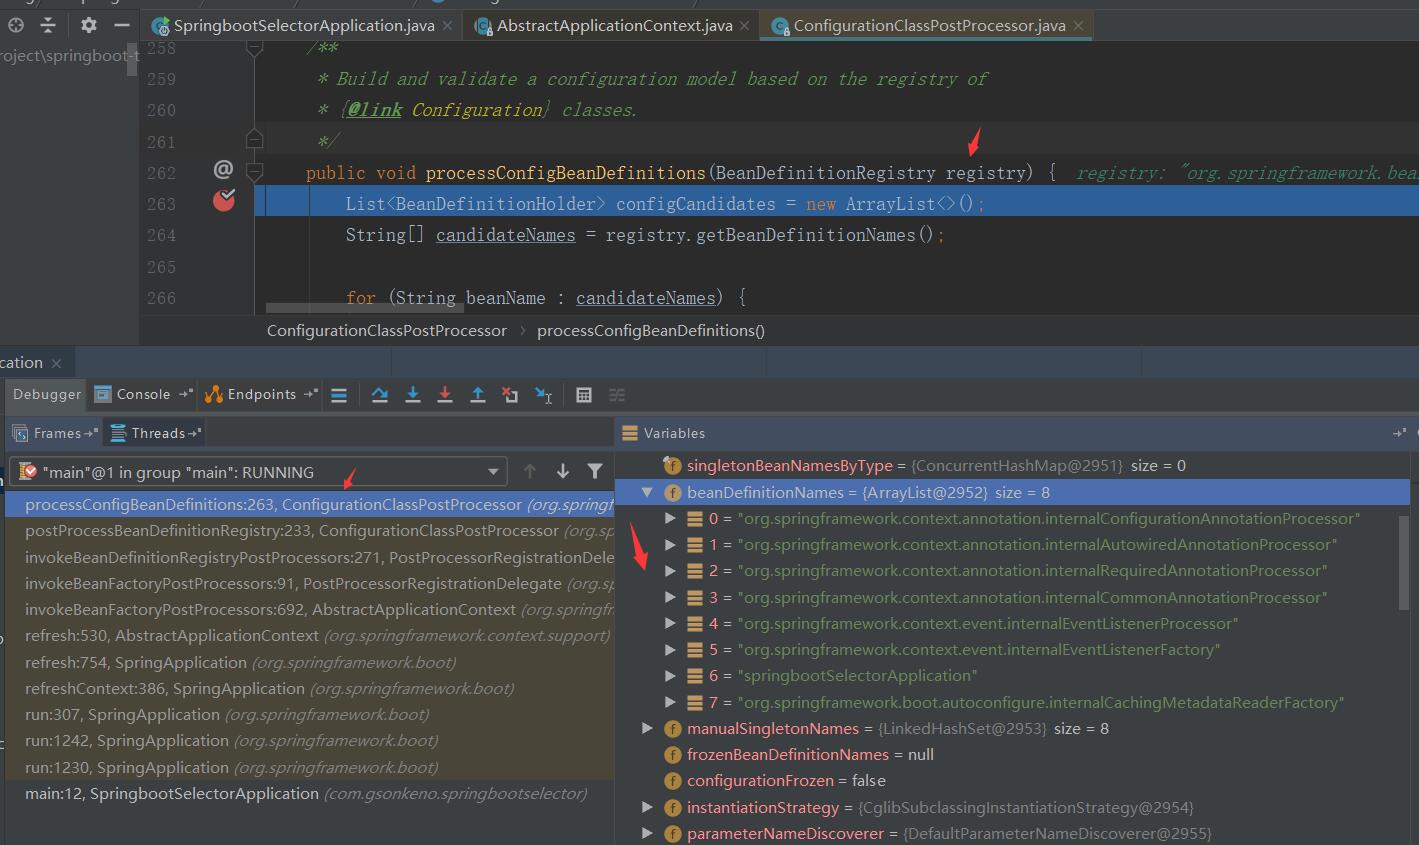 SpringbootSelectorApplication.java
AbstractApplicationContext.java
ConfigurationClassPostProcessor.java
roject\springboot-t
258 /**
259 * Build and validate a configuration model based on the registry of
260 * {@link Configuration} classes.
261 */
262 @ public void processConfigBeanDefinitions(BeanDefinitionRegistry registry) { registry: "org.springframework.bea
263 List<BeanDefinitionHolder> configCandidates = new ArrayList<>();
264 String[] candidateNames = registry.getBeanDefinitionNames();
265
266 for (String beanName : candidateNames) {
ConfigurationClassPostProcessor › processConfigBeanDefinitions()
cation
Debugger Console Endpoints
Frames Threads
"main"@1 in group "main": RUNNING
processConfigBeanDefinitions:263, ConfigurationClassPostProcessor (org.springf
postProcessBeanDefinitionRegistry:233, ConfigurationClassPostProcessor (org.sp
invokeBeanDefinitionRegistryPostProcessors:271, PostProcessorRegistrationDele
invokeBeanFactoryPostProcessors:91, PostProcessorRegistrationDelegate (org.sp
invokeBeanFactoryPostProcessors:692, AbstractApplicationContext (org.springfr
refresh:530, AbstractApplicationContext (org.springframework.context.support)
refresh:754, SpringApplication (org.springframework.boot)
refreshContext:386, SpringApplication (org.springframework.boot)
run:307, SpringApplication (org.springframework.boot)
run:1242, SpringApplication (org.springframework.boot)
run:1230, SpringApplication (org.springframework.boot)
main:12, SpringbootSelectorApplication (com.gsonkeno.springbootselector)
Variables
singletonBeanNamesByType = {ConcurrentHashMap@2951} size = 0
beanDefinitionNames = {ArrayList@2952} size = 8
0 = "org.springframework.context.annotation.internalConfigurationAnnotationProcessor"
1 = "org.springframework.context.annotation.internalAutowiredAnnotationProcessor"
2 = "org.springframework.context.annotation.internalRequiredAnnotationProcessor"
3 = "org.springframework.context.annotation.internalCommonAnnotationProcessor"
4 = "org.springframework.context.event.internalEventListenerProcessor"
5 = "org.springframework.context.event.internalEventListenerFactory"
6 = "springbootSelectorApplication"
7 = "org.springframework.boot.autoconfigure.internalCachingMetadataReaderFactory"
manualSingletonNames = {LinkedHashSet@2953} size = 8
frozenBeanDefinitionNames = null
configurationFrozen = false
instantiationStrategy = {CglibSubclassingInstantiationStrategy@2954}
parameterNameDiscoverer = {DefaultParameterNameDiscoverer@2955}